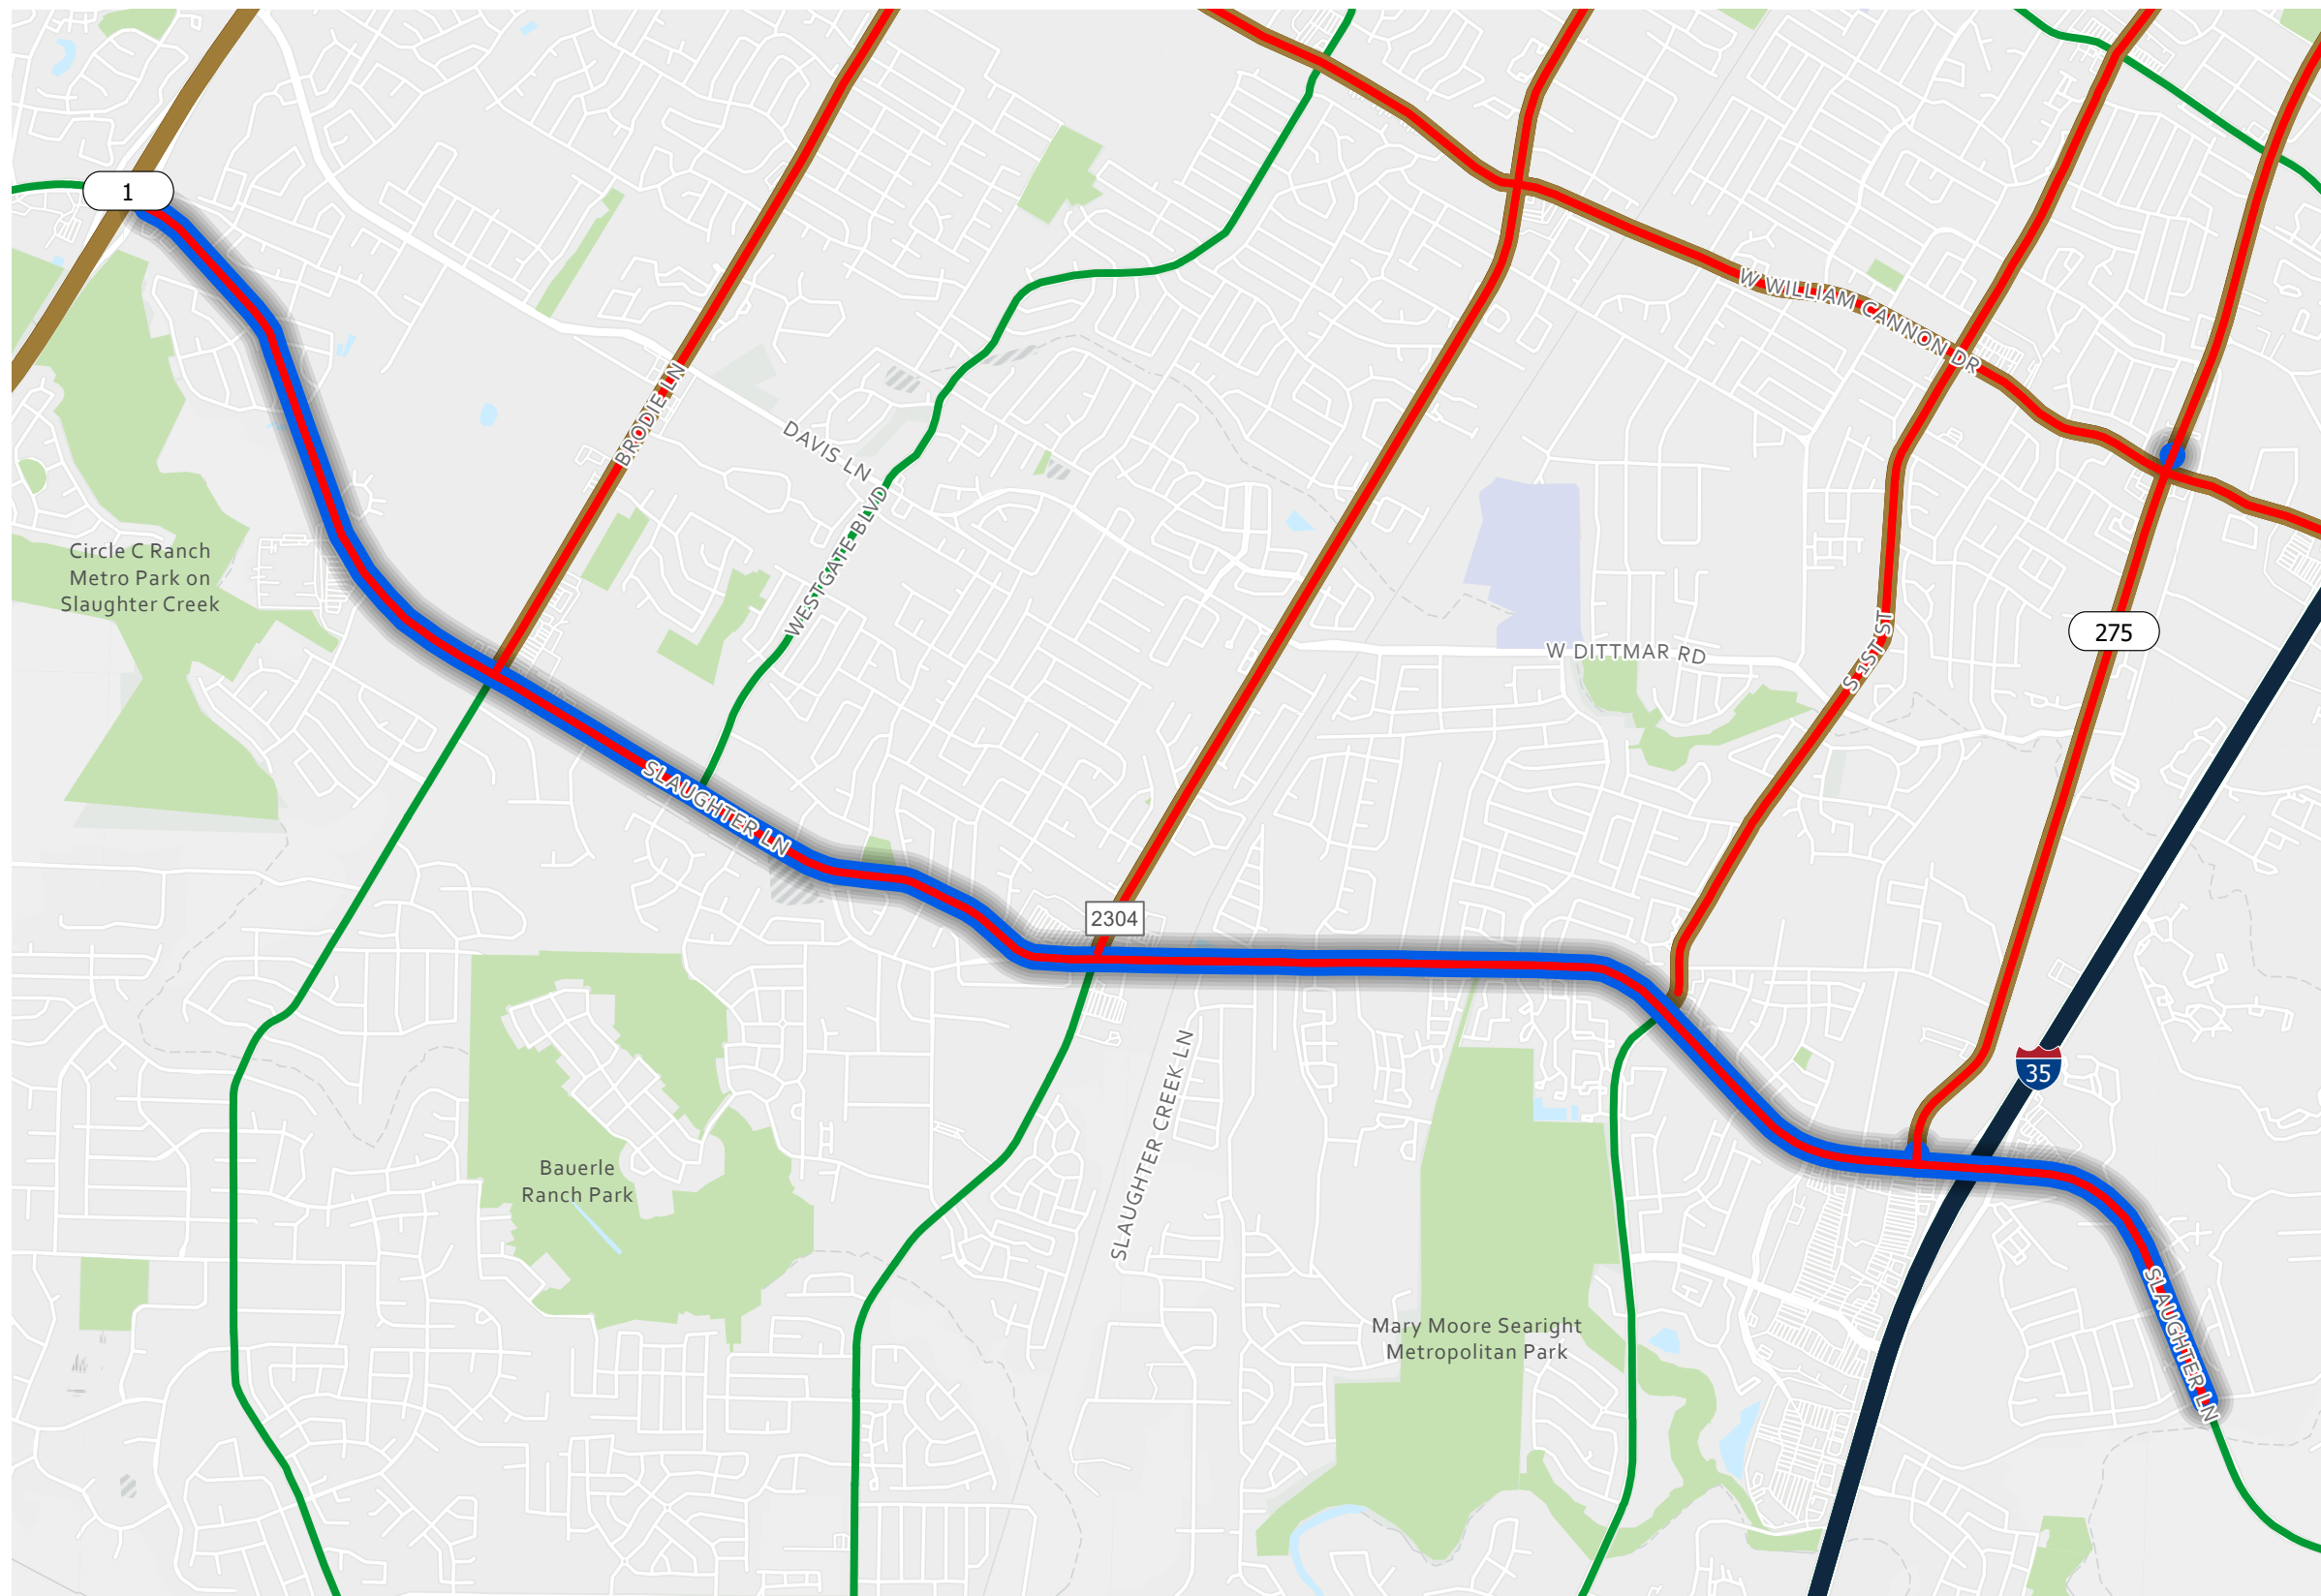 1
W WILLIAM CANNON DR
BRODIE LN
DAVIS LN
WESTGATE BLVD
Circle C Ranch
Metro Park on
Slaughter Creek
275
W DITTMAR RD
S 1ST ST
SLAUGHTER LN
2304
35
SLAUGHTER CREEK LN
Bauerle
Ranch Park
Mary Moore Searight
Metropolitan Park
SLAUGHTER LN